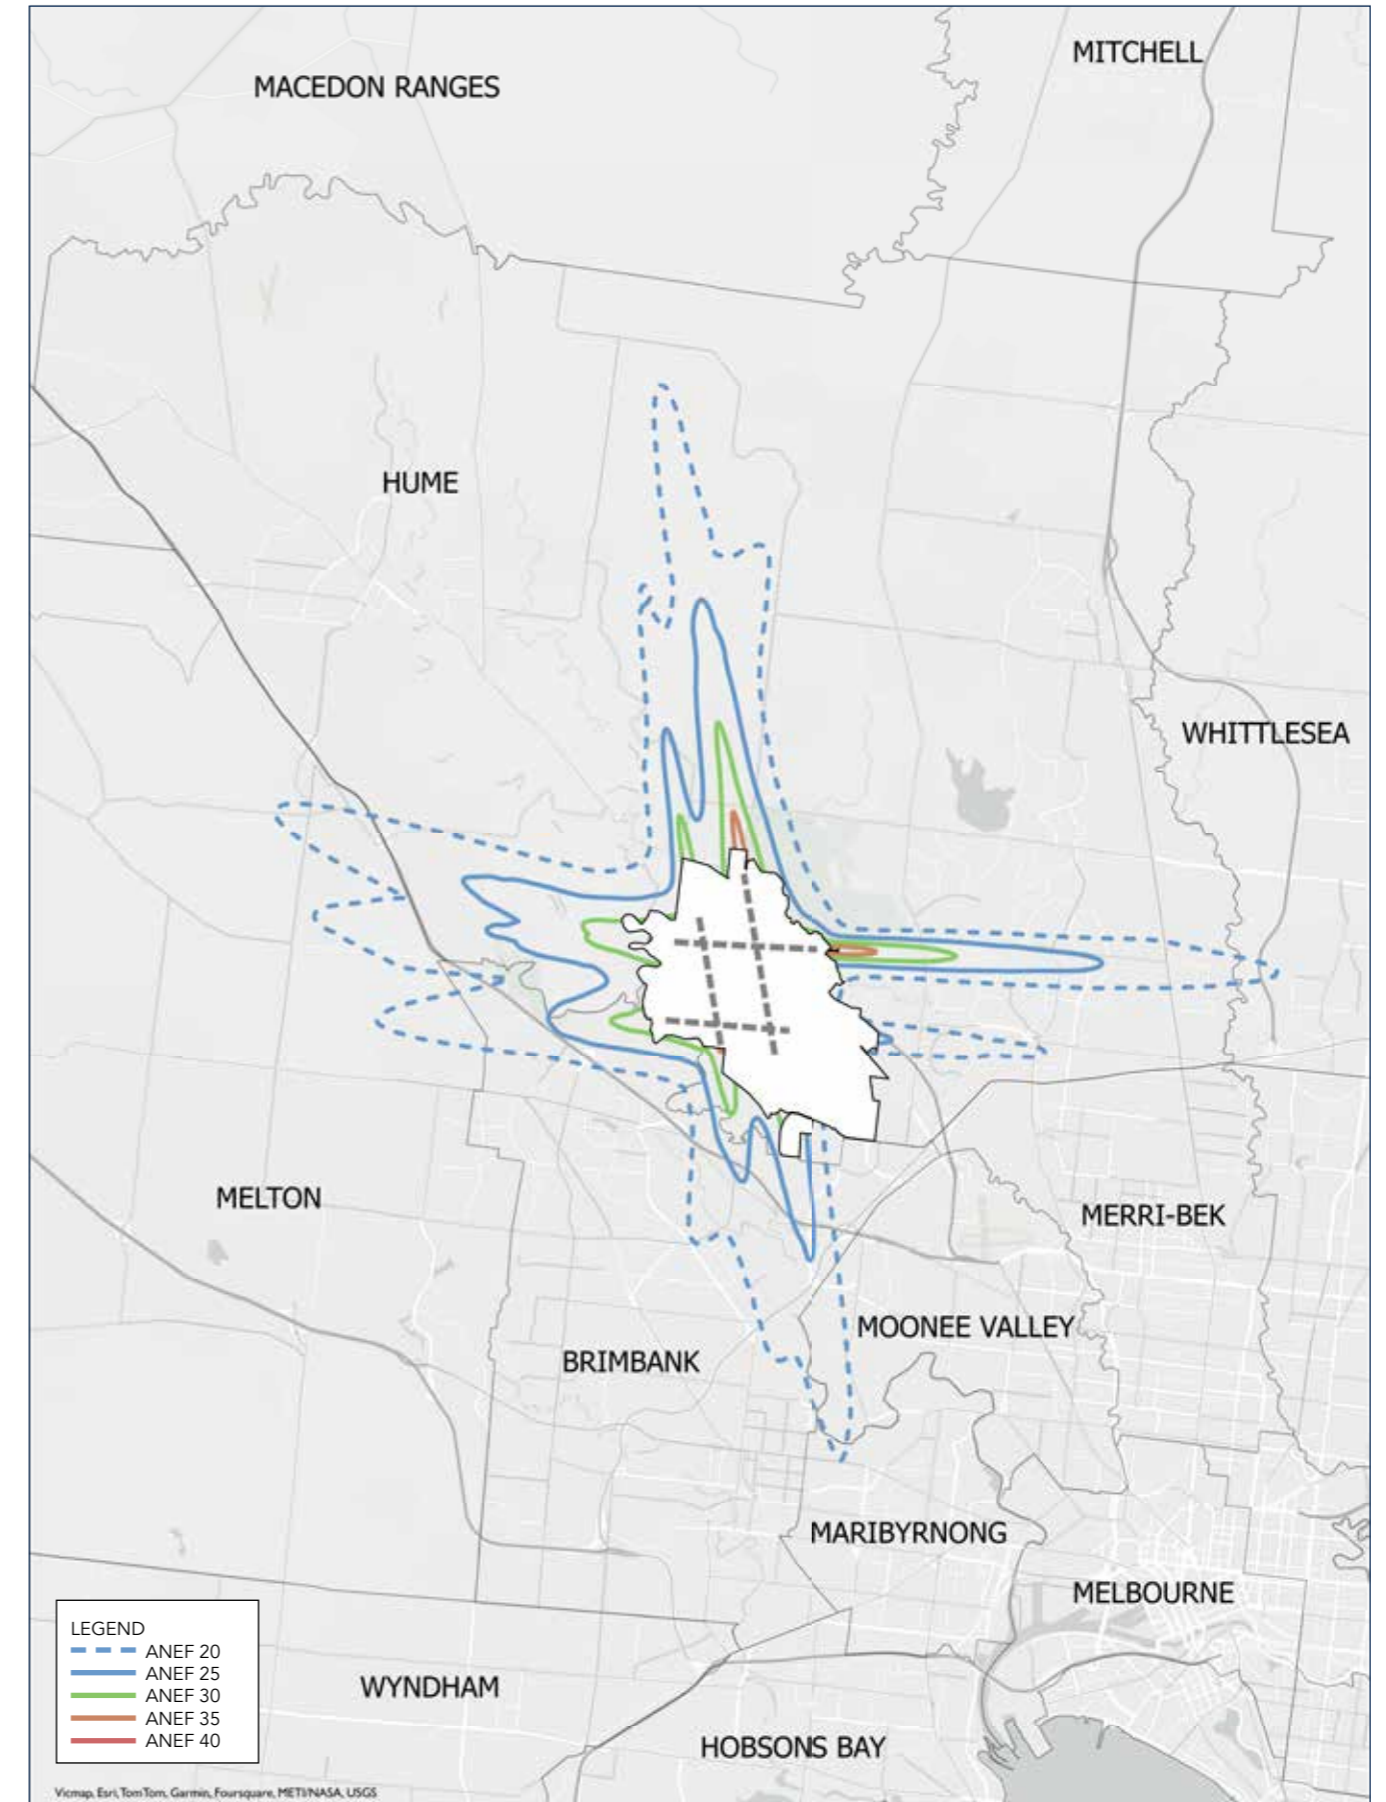 MITCHELL
MACEDON RANGES
HUME
WHITTLESEA
MELTON
MERRI-BEK
MOONEE VALLEY
BRIMBANK
MARIBYRNONG
MELBOURNE
WYNDHAM
HOBSONS BAY
LEGEND
ANEF 20
ANEF 25
ANEF 30
ANEF 35
ANEF 40
Vicmap, Esri, TomTom, Garmin, Foursquare, METI/NASA, USGS